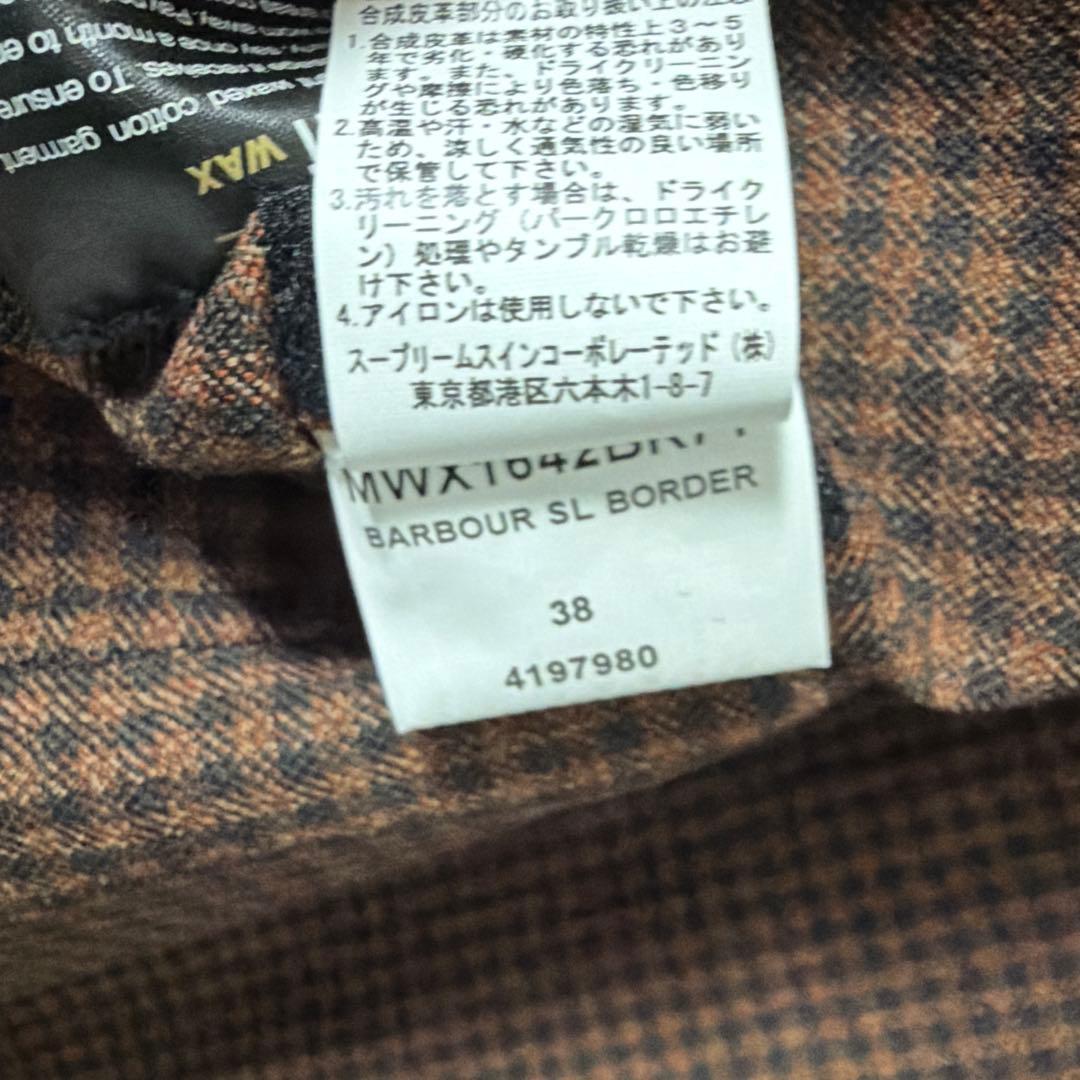 合成皮革部分のお取り扱い上の注意
1.合成皮革は素材の特性上3～5
年で劣化・硬化する恐れがあり
ます。また、ドライクリーニン
グや摩擦により色落ち・色移り
が生じる恐れがあります。
2.高温や汗・水などの湿気に弱い
ため、涼しく通気性の良い場所
で保管して下さい。
3.汚れを落とす場合は、ドライク
リーニング（パークロロエチレ
ン）処理やタンブル乾燥はお避
け下さい。
4.アイロンは使用しないで下さい。
スープリームスインコーポレーテッド（株）
東京都港区六本木1-8-7
MWX1642BK71
BARBOUR SL BORDER
38
4197980
WAX
waxed cotton garment
To ensure
once a month to